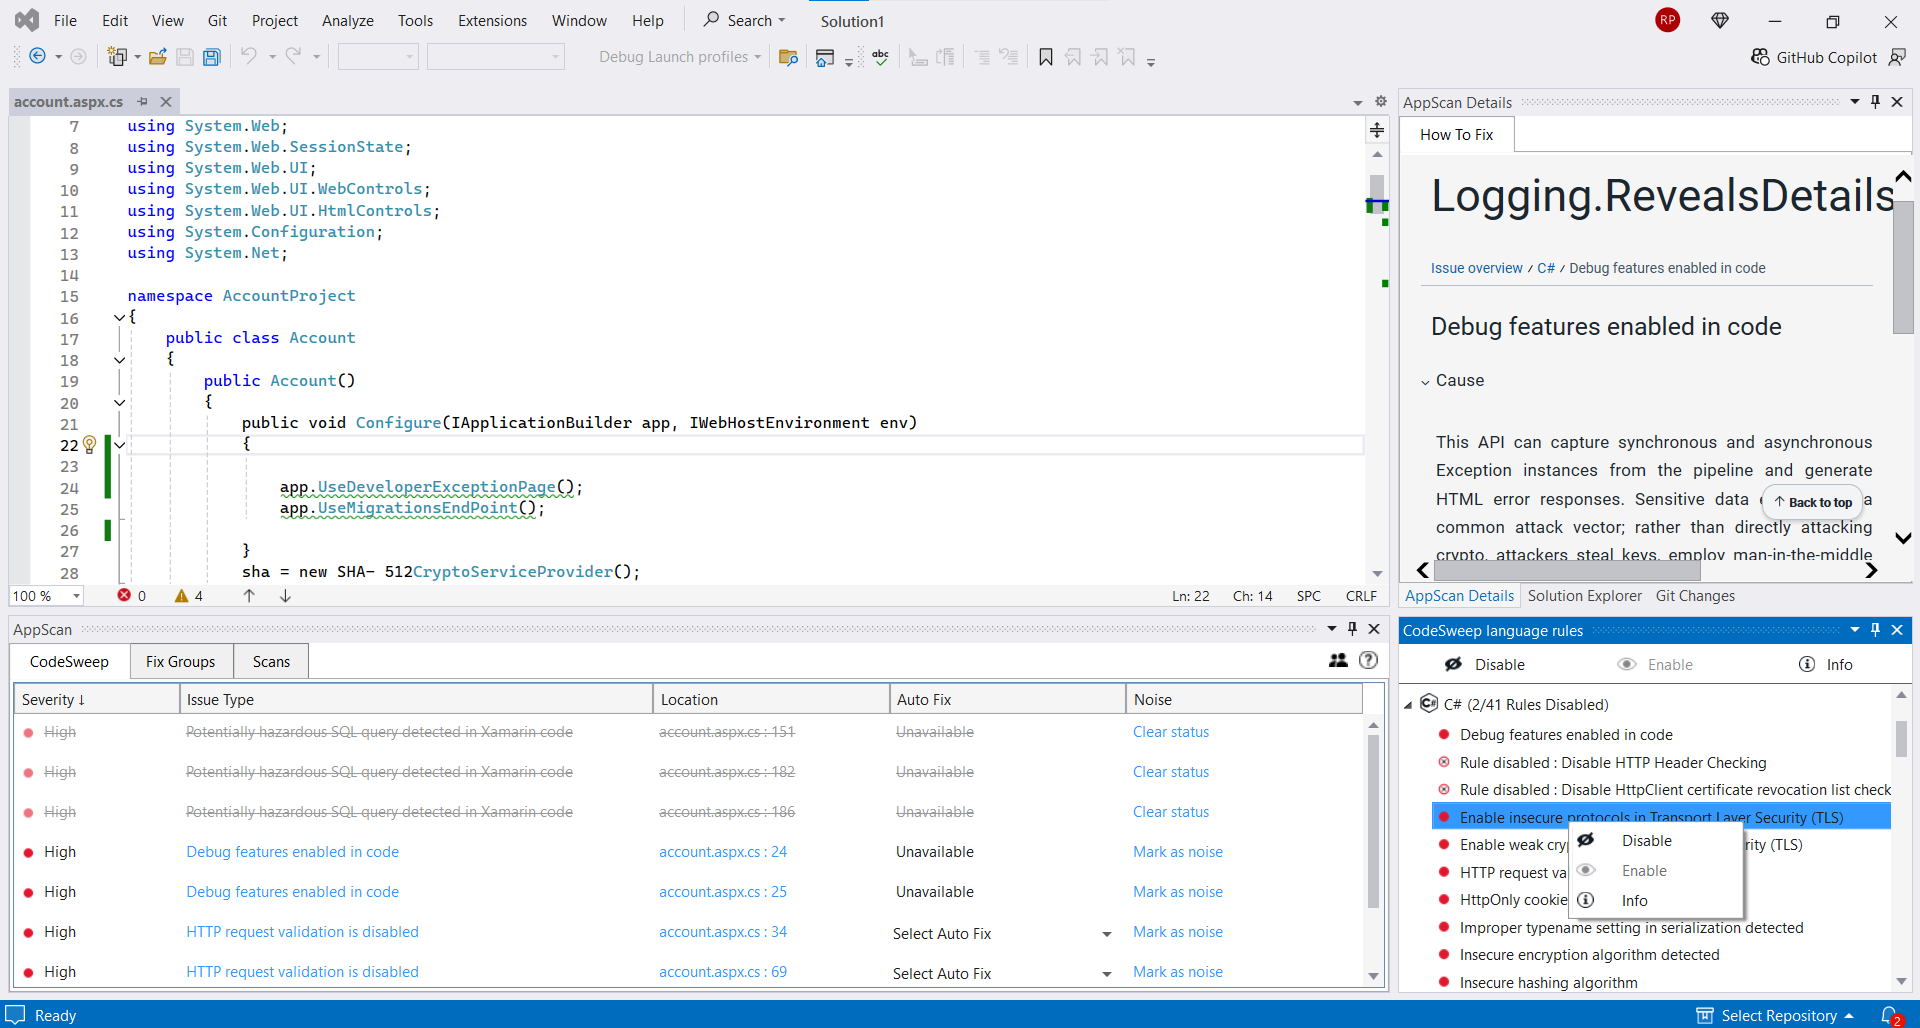 File Edit View Git Project Analyze Tools Extensions Window Help Search Solution1 RP
Debug Launch profiles abc GitHub Copilot
account.aspx.cs
7 using System.Web;
8 using System.Web.SessionState;
9 using System.Web.UI;
10 using System.Web.UI.WebControls;
11 using System.Web.UI.HtmlControls;
12 using System.Configuration;
13 using System.Net;
14
15 namespace AccountProject
16 {
17 public class Account
18 {
19 public Account()
20 {
21 public void Configure(IApplicationBuilder app, IWebHostEnvironment env)
22 {
23
24 app.UseDeveloperExceptionPage();
25 app.UseMigrationsEndPoint();
26
27 }
28 sha = new SHA- 512CryptoServiceProvider();
100 % 0 4 Ln: 22 Ch: 14 SPC CRLF
AppScan Details
How To Fix
Logging.RevealsDetails
Issue overview / C# / Debug features enabled in code
Debug features enabled in code
Cause
This API can capture synchronous and asynchronous
Exception instances from the pipeline and generate
HTML error responses. Sensitive data a
↑ Back to top
common attack vector; rather than directly attacking
crypto, attackers steal keys, employ man-in-the-middle
AppScan Details Solution Explorer Git Changes
AppScan
CodeSweep Fix Groups Scans
Severity ↓ Issue Type Location Auto Fix Noise
High Potentially hazardous SQL query detected in Xamarin code account.aspx.cs : 151 Unavailable Clear status
High Potentially hazardous SQL query detected in Xamarin code account.aspx.cs : 182 Unavailable Clear status
High Potentially hazardous SQL query detected in Xamarin code account.aspx.cs : 186 Unavailable Clear status
High Debug features enabled in code account.aspx.cs : 24 Unavailable Mark as noise
High Debug features enabled in code account.aspx.cs : 25 Unavailable Mark as noise
High HTTP request validation is disabled account.aspx.cs : 34 Select Auto Fix Mark as noise
High HTTP request validation is disabled account.aspx.cs : 69 Select Auto Fix Mark as noise
CodeSweep language rules
Disable Enable Info
C# (2/41 Rules Disabled)
Debug features enabled in code
Rule disabled : Disable HTTP Header Checking
Rule disabled : Disable HttpClient certificate revocation list check
Enable insecure protocols in Transport Layer Security (TLS)
Enable weak cry rity (TLS)
HTTP request va
HttpOnly cookie
Disable
Enable
Info
Improper typename setting in serialization detected
Insecure encryption algorithm detected
Insecure hashing algorithm
Ready Select Repository 2